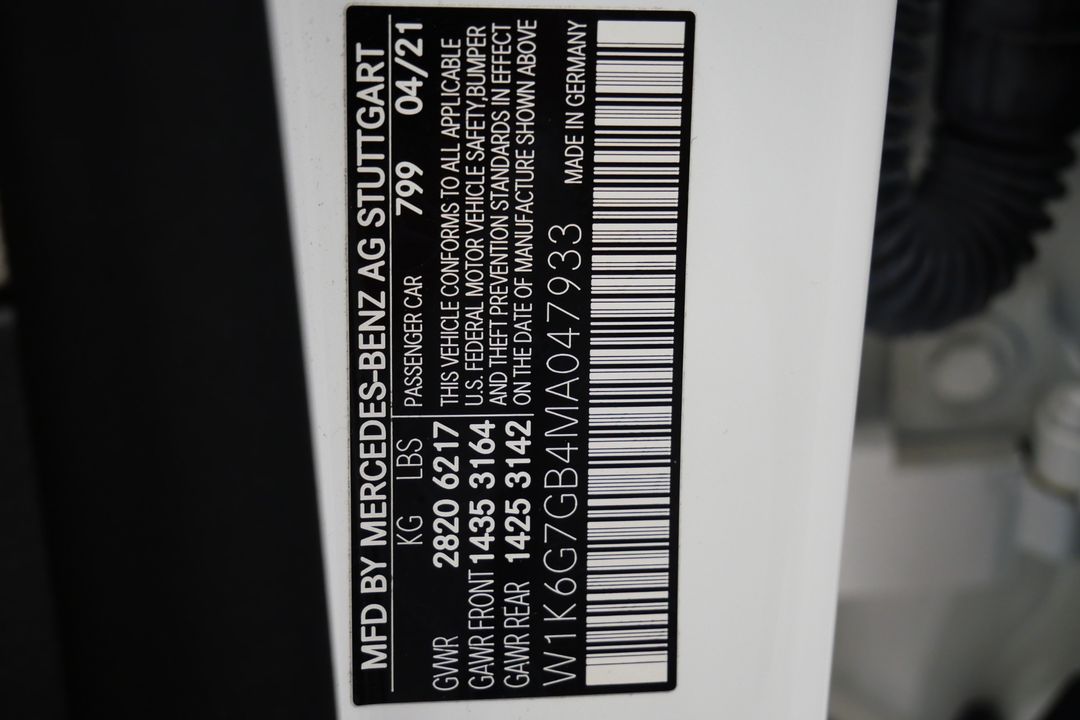 MFD BY MERCEDES-BENZ AG STUTTGART
KG LBS PASSENGER CAR 799 04/21
GVWR 2820 6217 THIS VEHICLE CONFORMS TO ALL APPLICABLE
GAWR FRONT 1435 3164 U.S. FEDERAL MOTOR VEHICLE SAFETY,BUMPER
GAWR REAR 1425 3142 AND THEFT PREVENTION STANDARDS IN EFFECT
ON THE DATE OF MANUFACTURE SHOWN ABOVE
W1K6G7GB4MA047933 MADE IN GERMANY